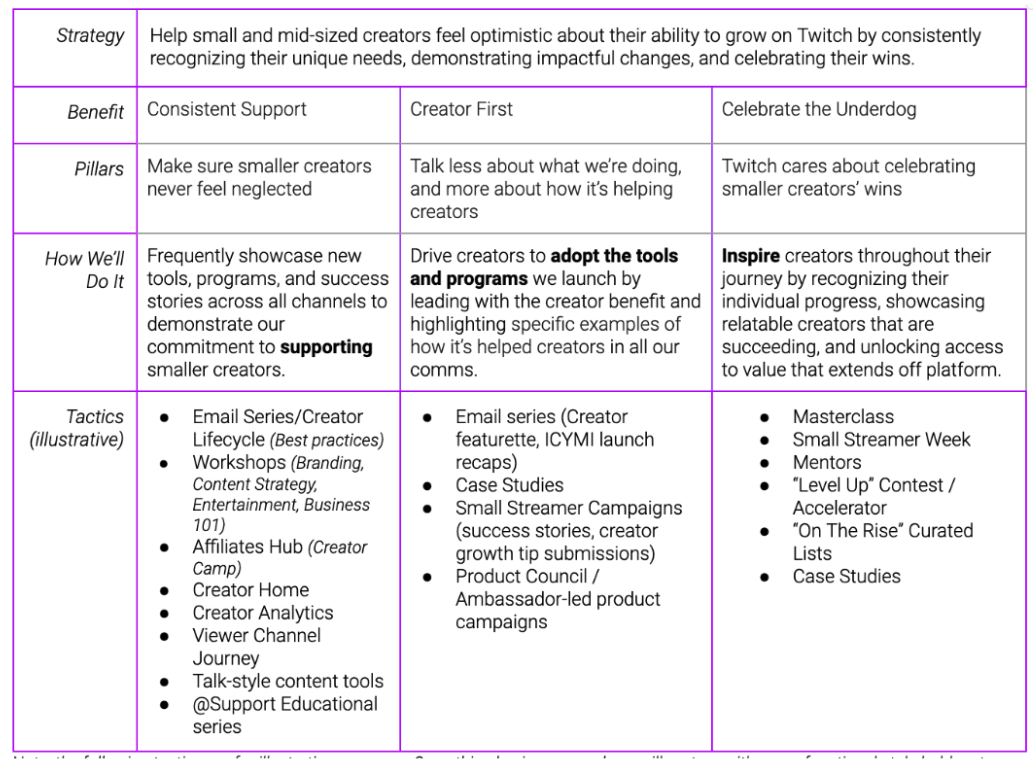 Strategy
Help small and mid-sized creators feel optimistic about their ability to grow on Twitch by consistently
recognizing their unique needs, demonstrating impactful changes, and celebrating their wins.
Benefit
Consistent Support
Creator First
Celebrate the Underdog
Pillars
Make sure smaller creators
never feel neglected
Talk less about what we're doing,
and more about how it's helping
creators
Twitch cares about celebrating
smaller creators' wins
How We'll
Do It
Frequently showcase new
tools, programs, and success
stories across all channels to
demonstrate our
commitment to supporting
smaller creators.
Drive creators to adopt the tools
and programs we launch by
leading with the creator benefit and
highlighting specific examples of
how it's helped creators in all our
comms.
Inspire creators throughout their
journey by recognizing their
individual progress, showcasing
relatable creators that are
succeeding, and unlocking access
to value that extends off platform.
Tactics
(illustrative)
● Email Series/Creator
Lifecycle (Best practices)
● Workshops (Branding,
Content Strategy,
Entertainment, Business
101)
● Affiliates Hub (Creator
Camp)
● Creator Home
● Creator Analytics
● Viewer Channel
Journey
● Talk-style content tools
● @Support Educational
series
● Email series (Creator
featurette, ICYMI launch
recaps)
● Case Studies
● Small Streamer Campaigns
(success stories, creator
growth tip submissions)
● Product Council /
Ambassador-led product
campaigns
● Masterclass
● Small Streamer Week
● Mentors
● "Level Up" Contest /
Accelerator
● "On The Rise" Curated
Lists
● Case Studies